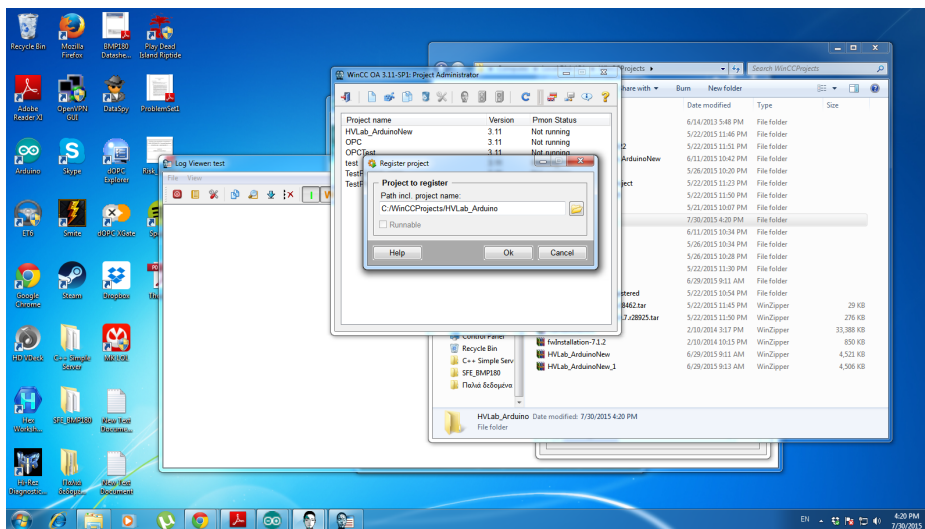 Recycle Bin
Mozilla Firefox
BMP180 Datashe...
Play Dead Island Riptide
Adobe Reader XI
OpenVPN GUI
DataSpy
ProblemSet1
Arduino
Skype
dOPC Explorer
Risk
ET6
Smite
dOPC XGate
Google Chrome
Steam
Dropbox
HD VDeck
C++ Simple Server
Hex Worksh...
SFE_BMP180
New Text Docume...
Hi-Rez Diagnostic...
New Text Document
WinCC OA 3.11-SP1: Project Administrator
Project name Version Pmon Status
HVLab_ArduinoNew 3.11 Not running
OPC 3.11 Not running
OPCTest 3.11 Not running
test
Log Viewer: test
File View
Register project
Project to register
Path incl. project name:
C:/WinCCProjects/HVLab_Arduino
Runnable
Help Ok Cancel
Projects
Search WinCCProjects
hare with Burn New folder
Date modified Type Size
6/14/2013 5:48 PM File folder
5/22/2015 11:46 PM File folder
5/22/2015 11:51 PM File folder
ArduinoNew 6/11/2015 10:42 PM File folder
5/26/2015 10:20 PM File folder
ject 5/22/2015 11:23 PM File folder
5/22/2015 11:50 PM File folder
5/21/2015 10:07 PM File folder
7/30/2015 4:20 PM File folder
6/11/2015 10:34 PM File folder
5/26/2015 10:34 PM File folder
5/26/2015 10:28 PM File folder
5/22/2015 11:30 PM File folder
6/29/2015 9:11 AM File folder
stered 5/22/2015 10:54 PM File folder
8462.tar 5/22/2015 11:45 PM WinZipper 29 KB
.7.r28925.tar 5/22/2015 11:50 PM WinZipper 276 KB
2/10/2014 3:17 PM WinZipper 33,388 KB
fwInstallation-7.1.2 2/10/2014 10:15 PM WinZipper 850 KB
HVLab_ArduinoNew 6/29/2015 9:11 AM WinZipper 4,521 KB
HVLab_ArduinoNew_1 6/29/2015 9:13 AM WinZipper 4,506 KB
Control Panel
Recycle Bin
C++ Simple Serv
SFE_BMP180
Παλιά δεδομένα
HVLab_Arduino Date modified: 7/30/2015 4:20 PM
File folder
EN
4:20 PM
7/30/2015